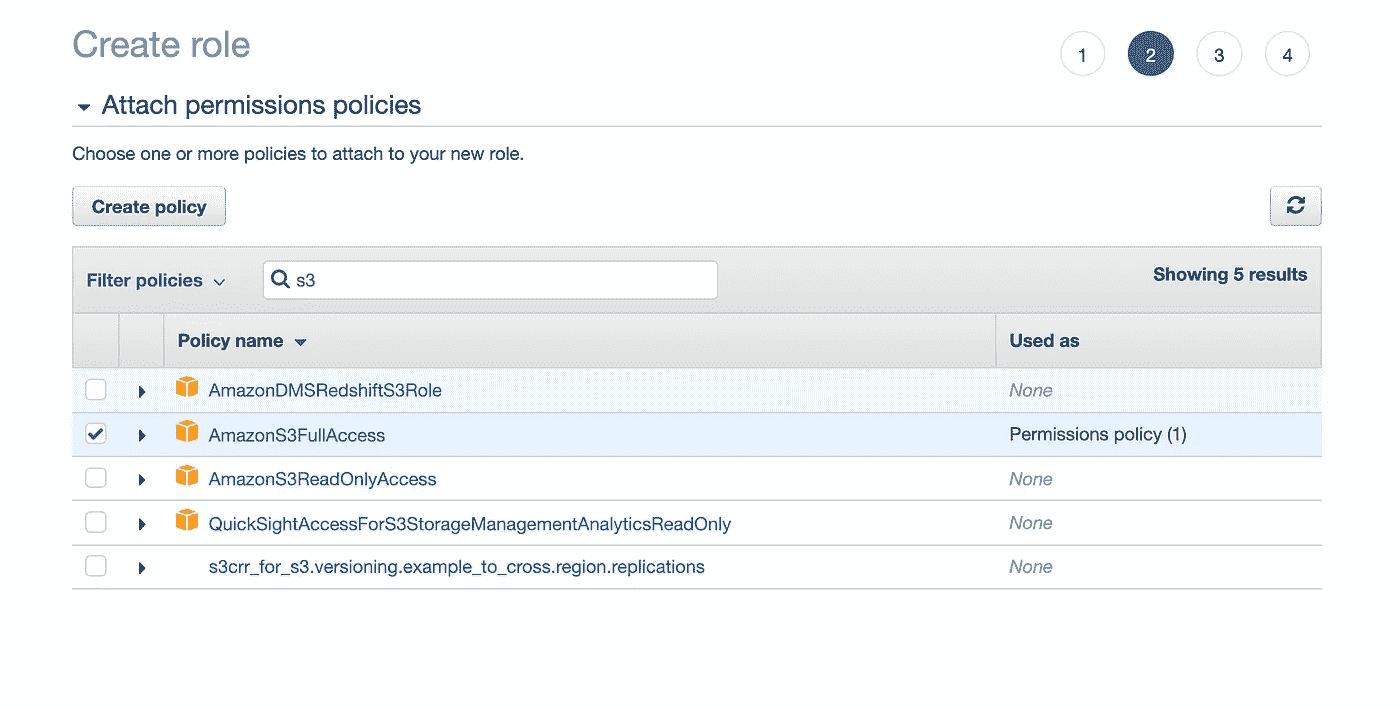 Create role
1 2 3 4
Attach permissions policies
Choose one or more policies to attach to your new role.
Create policy
Filter policies s3 Showing 5 results
Policy name Used as
AmazonDMSRedshiftS3Role None
AmazonS3FullAccess Permissions policy (1)
AmazonS3ReadOnlyAccess None
QuickSightAccessForS3StorageManagementAnalyticsReadOnly None
s3crr_for_s3.versioning.example_to_cross.region.replications None